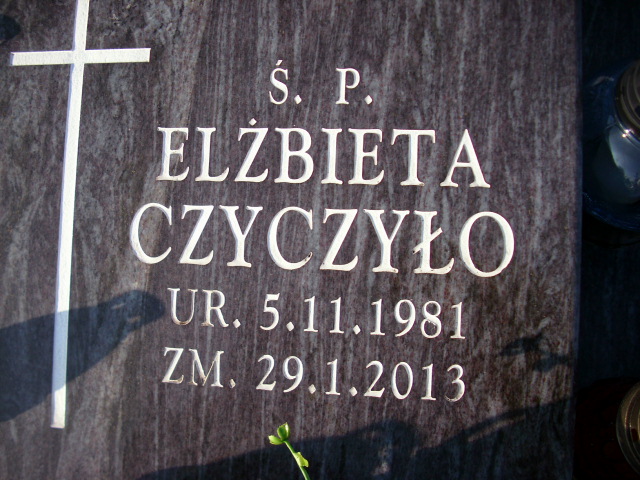 Ś. P.
ELŻBIETA
CZYCZYŁO
UR. 5.11.1981
ZM. 29.1.2013